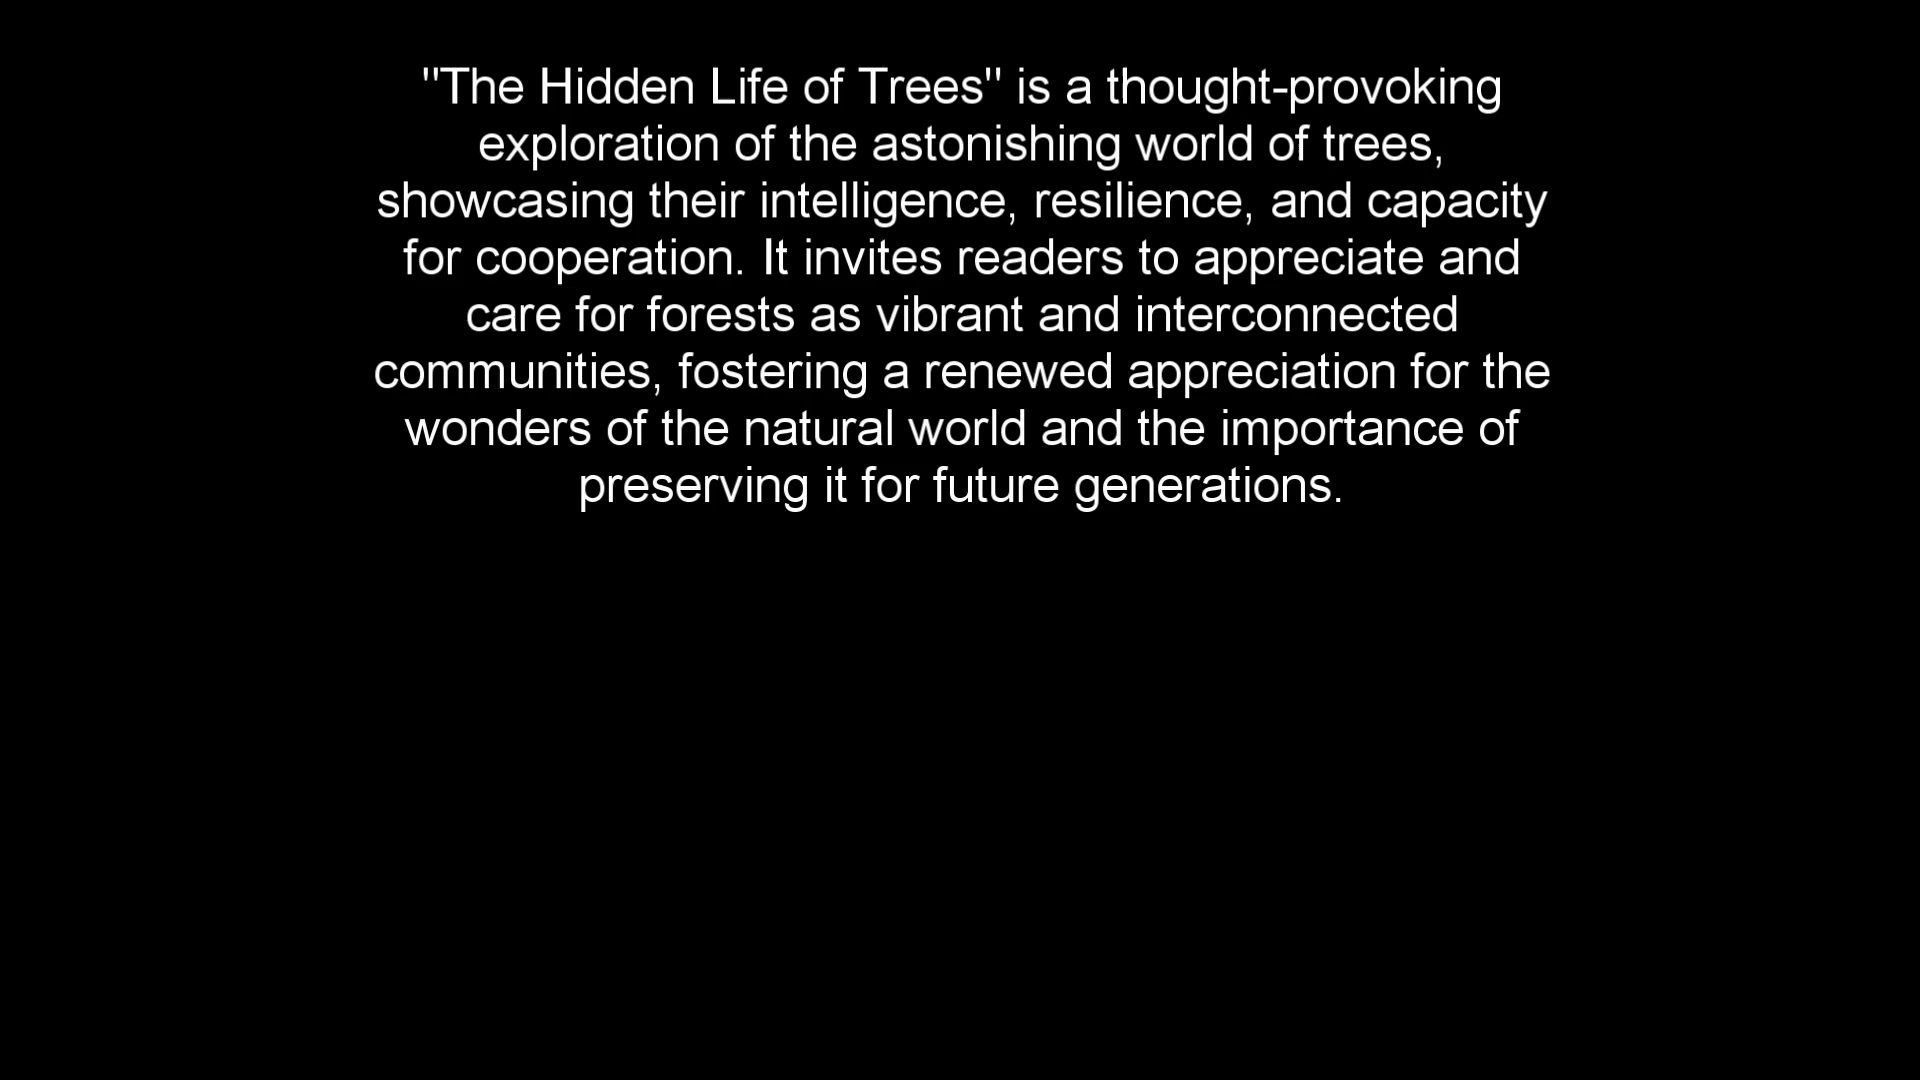 "The Hidden Life of Trees" is a thought-provoking
exploration of the astonishing world of trees,
showcasing their intelligence, resilience, and capacity
for cooperation. It invites readers to appreciate and
care for forests as vibrant and interconnected
communities, fostering a renewed appreciation for the
wonders of the natural world and the importance of
preserving it for future generations.